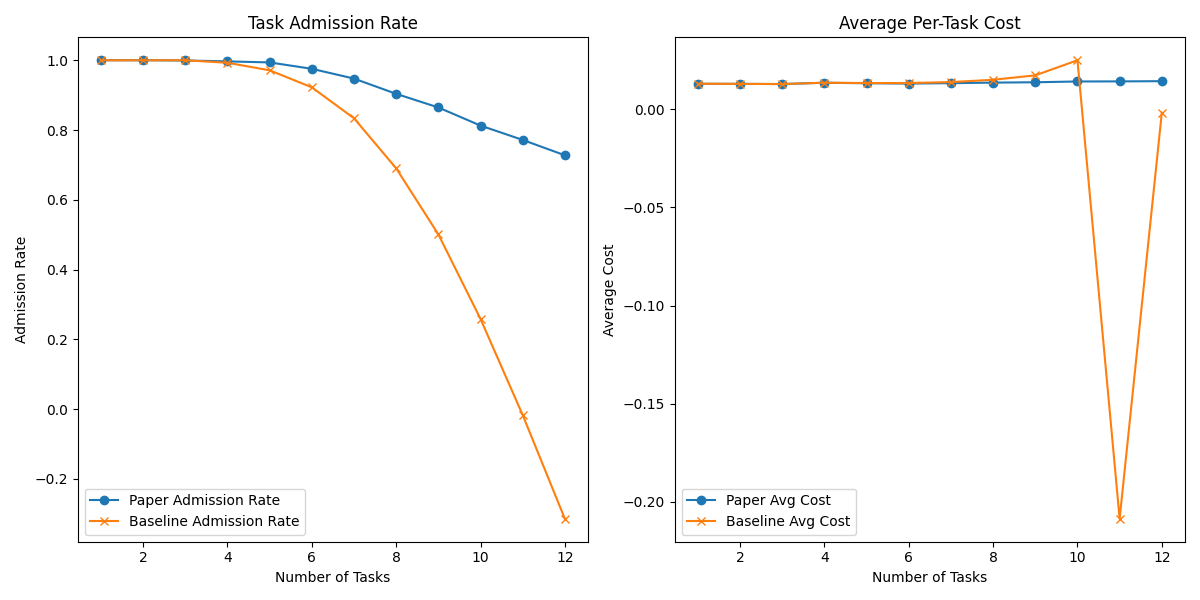 Task Admission Rate
Admission Rate
1.0
0.8
0.6
0.4
0.2
0.0
−0.2
Paper Admission Rate
Baseline Admission Rate
2 4 6 8 10 12
Number of Tasks
Average Per-Task Cost
Average Cost
0.00
−0.05
−0.10
−0.15
−0.20
Paper Avg Cost
Baseline Avg Cost
2 4 6 8 10 12
Number of Tasks